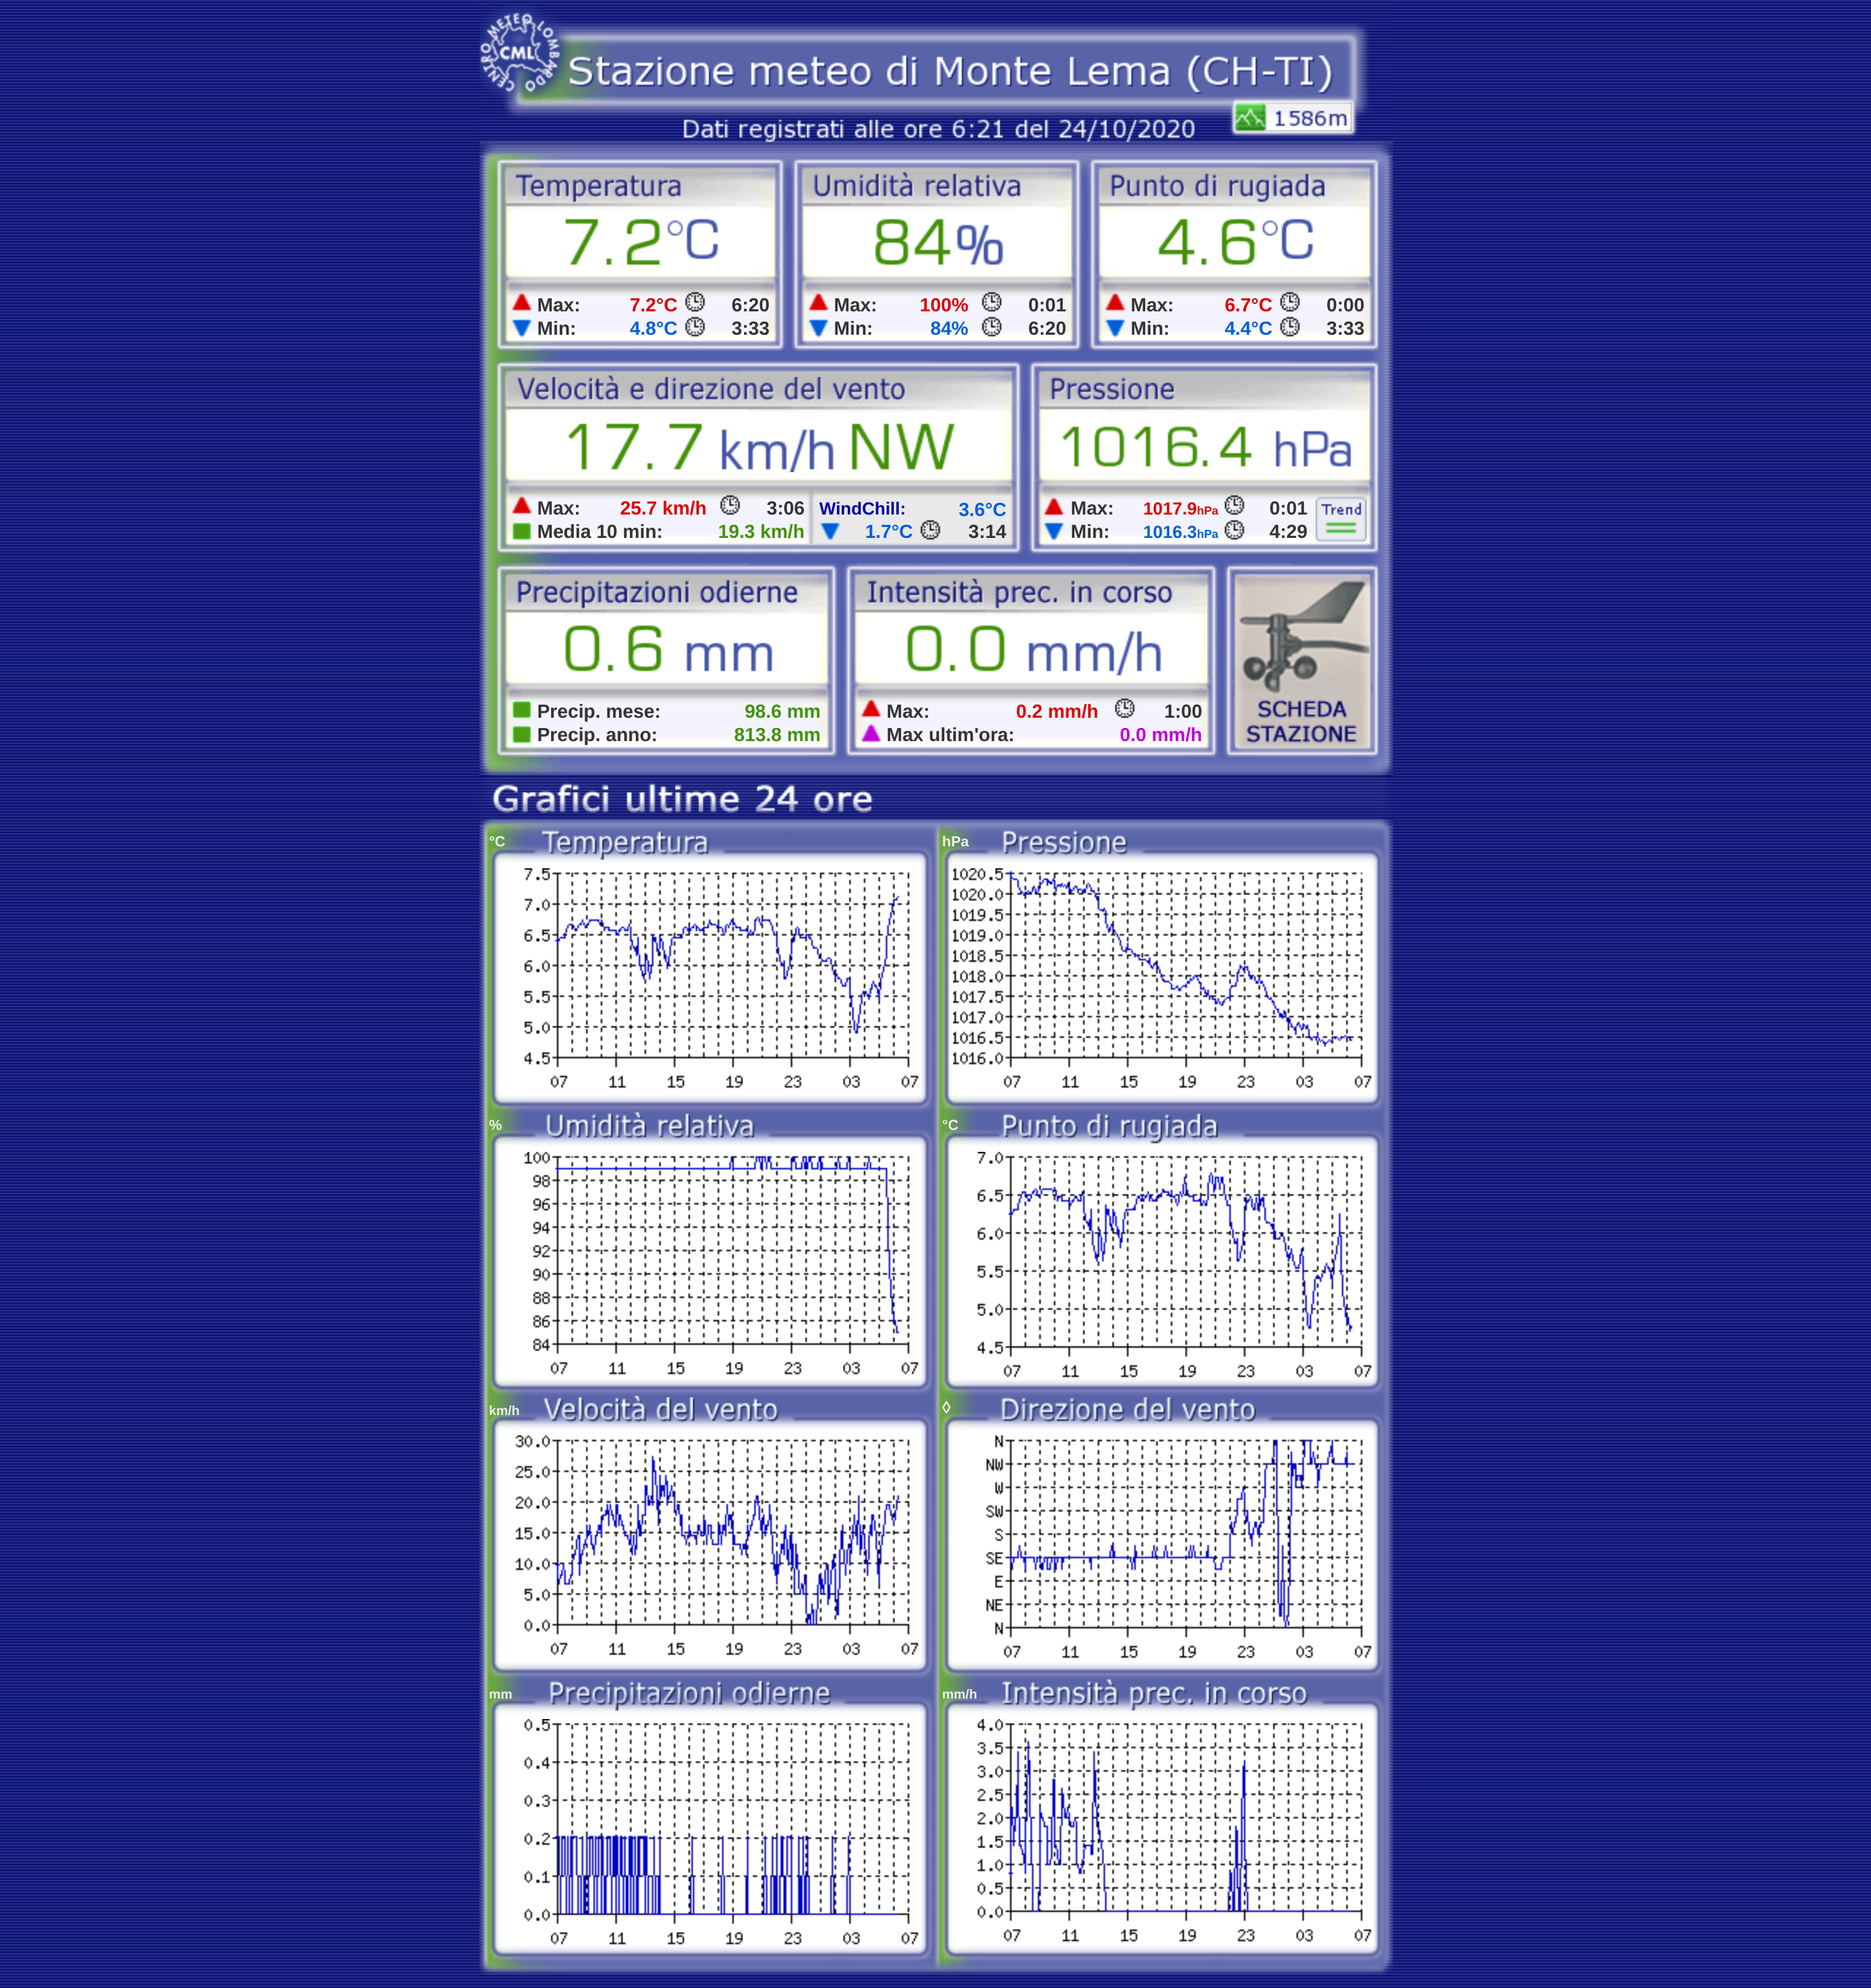 CENTRO METEO LOMBARDO
CML
Stazione meteo di Monte Lema (CH-TI)
1586m
Dati registrati alle ore 6:21 del 24/10/2020
Temperatura
7.2°C
Max: 7.2°C 6:20
Min: 4.8°C 3:33
Umidità relativa
84%
Max: 100% 0:01
Min: 84% 6:20
Punto di rugiada
4.6°C
Max: 6.7°C 0:00
Min: 4.4°C 3:33
Velocità e direzione del vento
17.7 km/h NW
Max: 25.7 km/h 3:06
Media 10 min: 19.3 km/h
WindChill: 3.6°C
1.7°C 3:14
Pressione
1016.4 hPa
Max: 1017.9hPa 0:01
Min: 1016.3hPa 4:29
Trend
Precipitazioni odierne
0.6 mm
Precip. mese: 98.6 mm
Precip. anno: 813.8 mm
Intensità prec. in corso
0.0 mm/h
Max: 0.2 mm/h 1:00
Max ultim'ora: 0.0 mm/h
SCHEDA
STAZIONE
Grafici ultime 24 ore
°C Temperatura
7.5
7.0
6.5
6.0
5.5
5.0
4.5
07 11 15 19 23 03 07
hPa Pressione
1020.5
1020.0
1019.5
1019.0
1018.5
1018.0
1017.5
1017.0
1016.5
1016.0
07 11 15 19 23 03 07
% Umidità relativa
100
98
96
94
92
90
88
86
84
07 11 15 19 23 03 07
°C Punto di rugiada
7.0
6.5
6.0
5.5
5.0
4.5
07 11 15 19 23 03 07
km/h Velocità del vento
30.0
25.0
20.0
15.0
10.0
5.0
0.0
07 11 15 19 23 03 07
◊ Direzione del vento
N
NW
W
SW
S
SE
E
NE
N
07 11 15 19 23 03 07
mm Precipitazioni odierne
0.5
0.4
0.3
0.2
0.1
0.0
07 11 15 19 23 03 07
mm/h Intensità prec. in corso
4.0
3.5
3.0
2.5
2.0
1.5
1.0
0.5
0.0
07 11 15 19 23 03 07